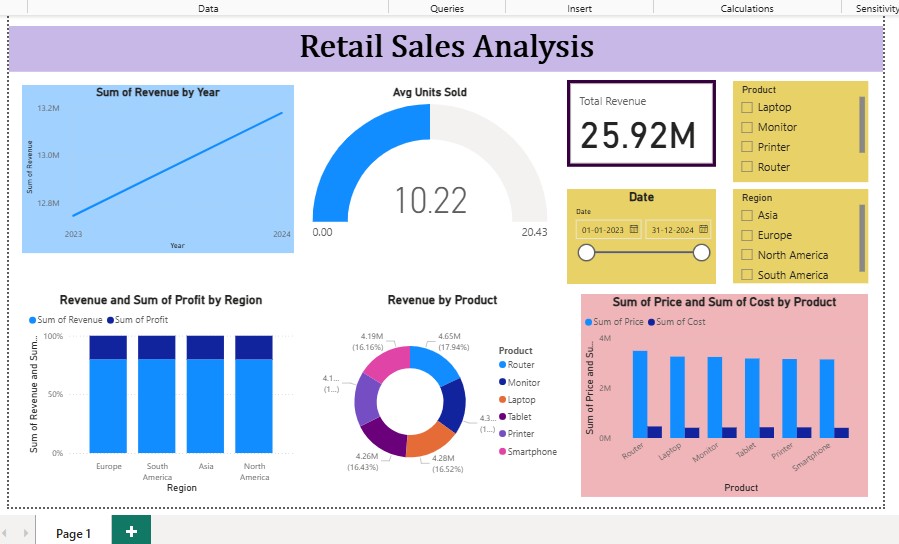 Data
Queries
Insert
Calculations
Sensitivity
Retail Sales Analysis
Sum of Revenue by Year
13.2M
13.0M
12.8M
Sum of Revenue
2023
2024
Year
Avg Units Sold
10.22
0.00
20.43
Total Revenue
25.92M
Product
Laptop
Monitor
Printer
Router
Date
Date
01-01-2023
31-12-2024
Region
Asia
Europe
North America
South America
Revenue and Sum of Profit by Region
Sum of Revenue
Sum of Profit
100%
50%
0%
Sum of Revenue and Sum...
Europe
South
America
Asia
North
America
Region
Revenue by Product
4.19M
(16.16%)
4.65M
(17.94%)
4.1...
(1...)
4.3...
(1...)
4.26M
(16.43%)
4.28M
(16.52%)
Product
Router
Monitor
Laptop
Tablet
Printer
Smartphone
Sum of Price and Sum of Cost by Product
Sum of Price
Sum of Cost
4M
2M
0M
Sum of Price and Su...
Router
Laptop
Monitor
Tablet
Printer
Smartphone
Product
Page 1
+